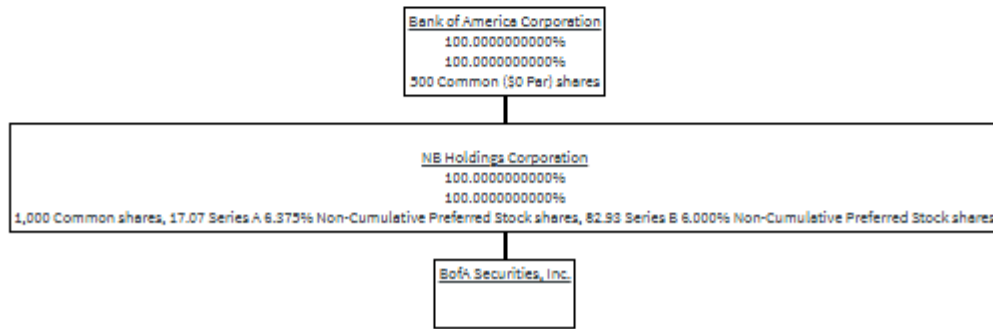 Bank of America Corporation
100.0000000000%
100.0000000000%
500 Common ($0 Par) shares
NB Holdings Corporation
100.0000000000%
100.0000000000%
1,000 Common shares, 17.07 Series A 6.375% Non-Cumulative Preferred Stock shares, 82.93 Series B 6.000% Non-Cumulative Preferred Stock shares
BofA Securities, Inc.